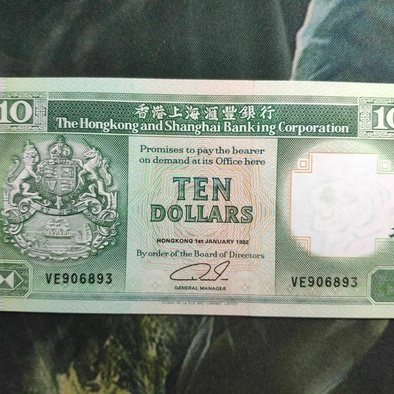 10
香港上海滙豐銀行
10
The Hongkong and Shanghai Banking Corporation
Promises to pay the bearer
on demand at its Office here
TEN
DOLLARS
HONGKONG 1st JANUARY 1992
By order of the Board of Directors
GENERAL MANAGER
VE906893
VE906893